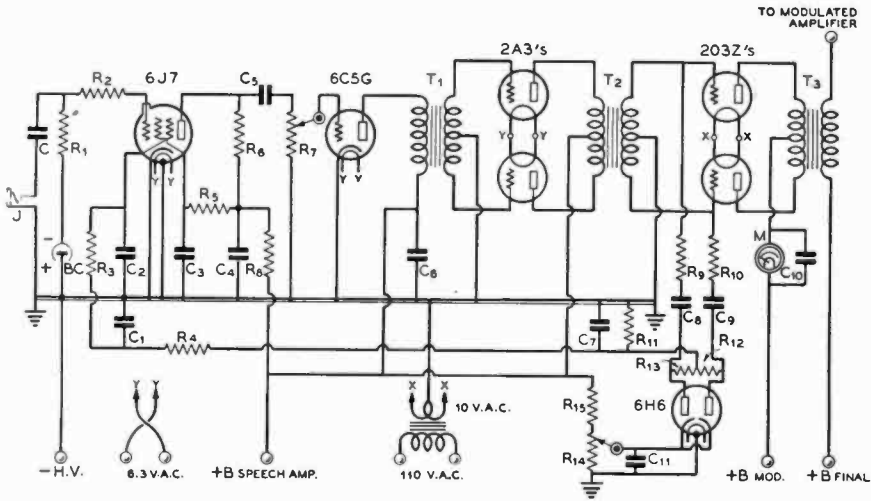 TO MODULATED
AMPLIFIER
2A3's
203Z's
6J7
6C5G
T1
T2
T3
R2
C5
C
R1
R6
R7
Y Y
Y Y
Y Y
X X
J
R5
- 
+ BC
R3
C2
C3
C4
R8
C6
M
C10
R9
R10
C1
R4
C7
R11
C8
C9
R12
R13
Y Y
X X
10 V.A.C.
R15
6H6
R14
C11
-H.V.
6.3 V.A.C.
+B SPEECH AMP.
110 V.A.C.
+B MOD.
+B FINAL